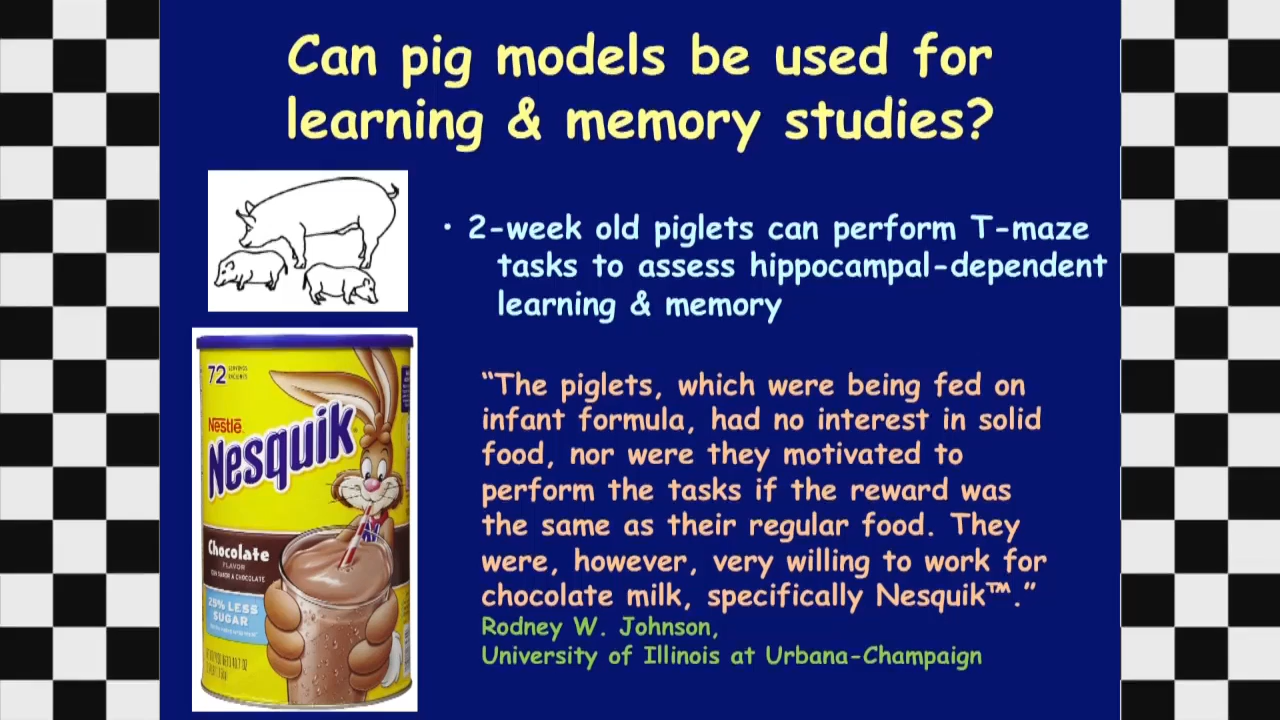 Can pig models be used for
learning & memory studies?
• 2-week old piglets can perform T-maze
tasks to assess hippocampal-dependent
learning & memory
“The piglets, which were being fed on
infant formula, had no interest in solid
food, nor were they motivated to
perform the tasks if the reward was
the same as their regular food. They
were, however, very willing to work for
chocolate milk, specifically Nesquik™.”
Rodney W. Johnson,
University of Illinois at Urbana-Champaign
72
Nestlé
Nesquik
Chocolate
FLAVOR
25% LESS
SUGAR